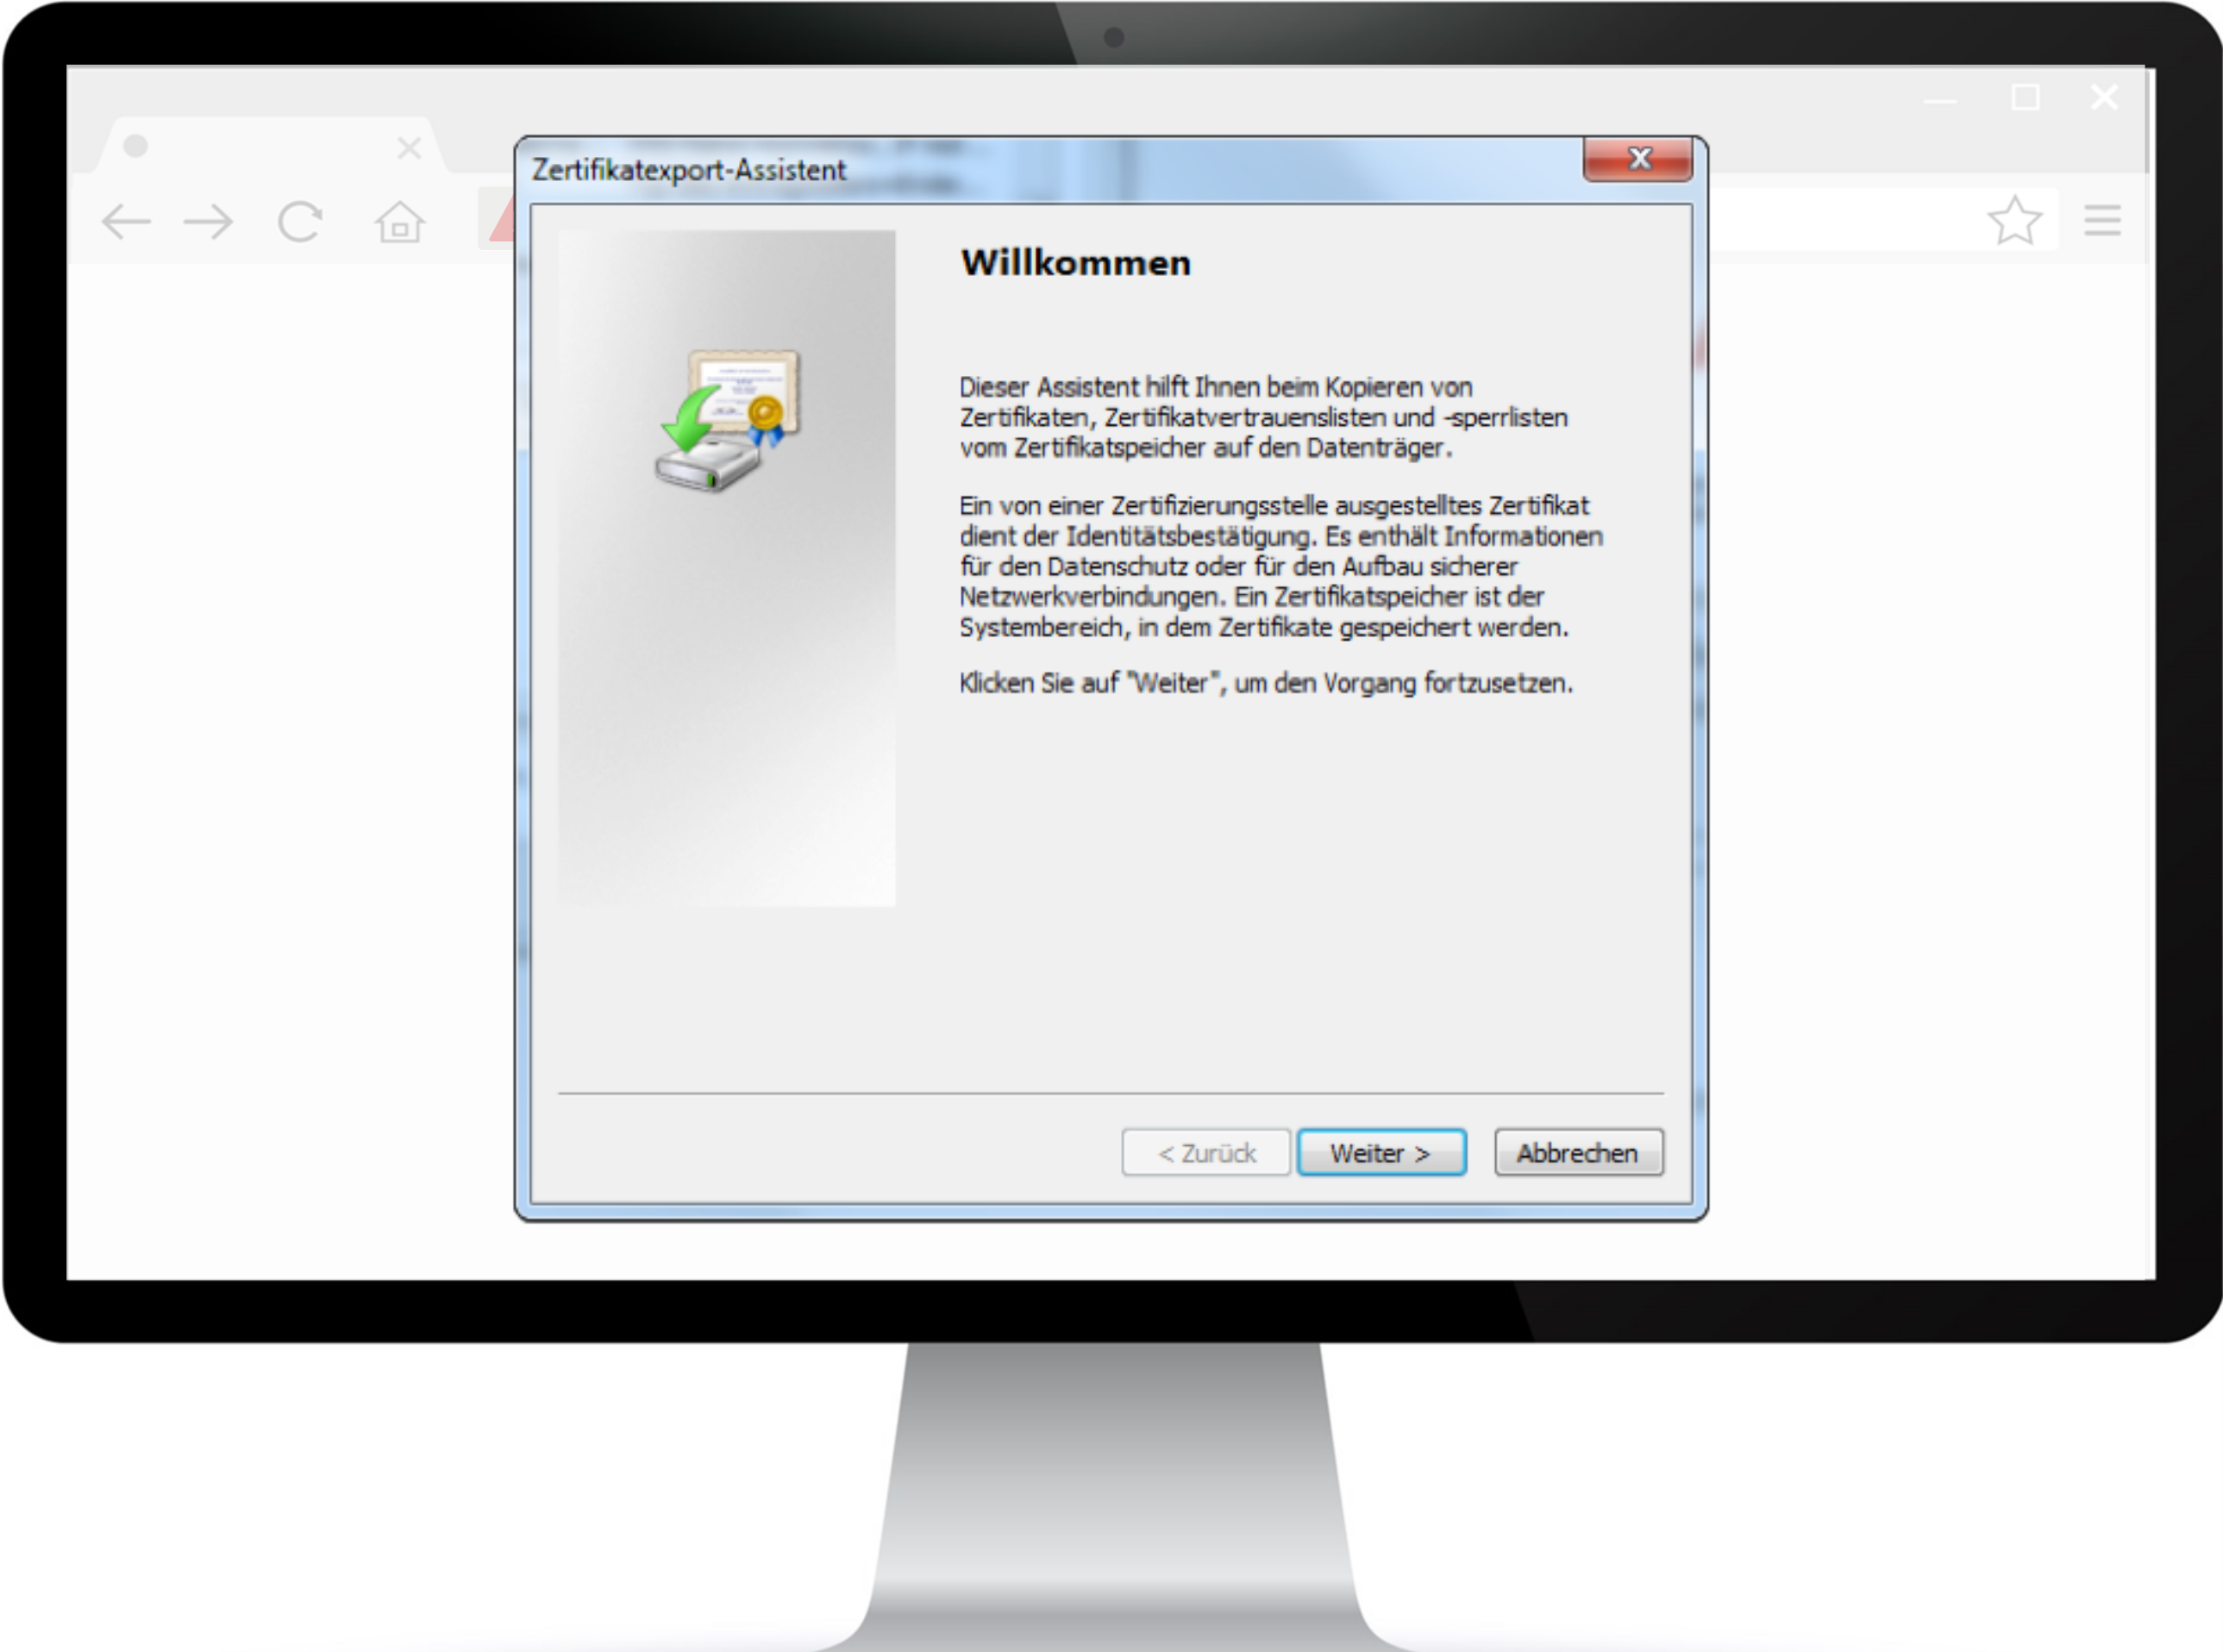 Zertifikatexport-Assistent
Willkommen
Dieser Assistent hilft Ihnen beim Kopieren von
Zertifikaten, Zertifikatvertrauenslisten und -sperrlisten
vom Zertifikatspeicher auf den Datenträger.
Ein von einer Zertifizierungsstelle ausgestelltes Zertifikat
dient der Identitätsbestätigung. Es enthält Informationen
für den Datenschutz oder für den Aufbau sicherer
Netzwerkverbindungen. Ein Zertifikatspeicher ist der
Systembereich, in dem Zertifikate gespeichert werden.
Klicken Sie auf "Weiter", um den Vorgang fortzusetzen.
< Zurück Weiter > Abbrechen